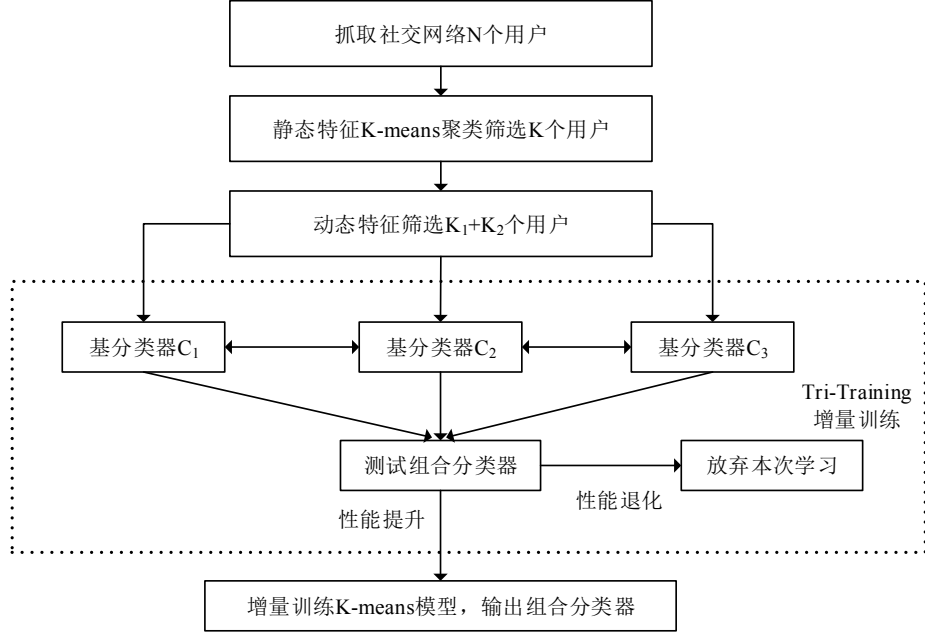 抓取社交网络N个用户
静态特征K-means聚类筛选K个用户
动态特征筛选K₁+K₂个用户
基分类器C₁
基分类器C₂
基分类器C₃
Tri-Training
增量训练
测试组合分类器
放弃本次学习
性能退化
性能提升
增量训练K-means模型，输出组合分类器